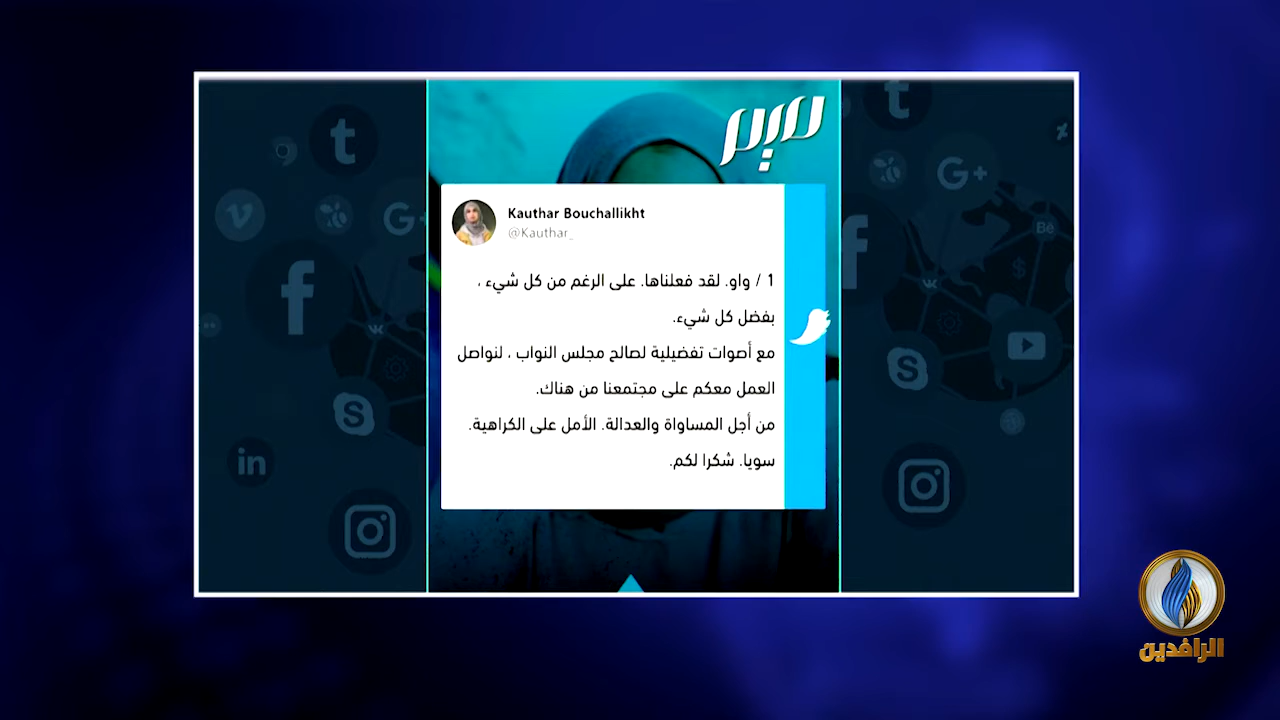 سير
Kauthar Bouchallikht
@Kauthar_
1 / واو. لقد فعلناها. على الرغم من كل شيء ،
بفضل كل شيء.
مع أصوات تفضيلية لصالح مجلس النواب ، لنواصل
العمل معكم على مجتمعنا من هناك.
من أجل المساواة والعدالة. الأمل على الكراهية.
سويا. شكرا لكم.
الرافدين